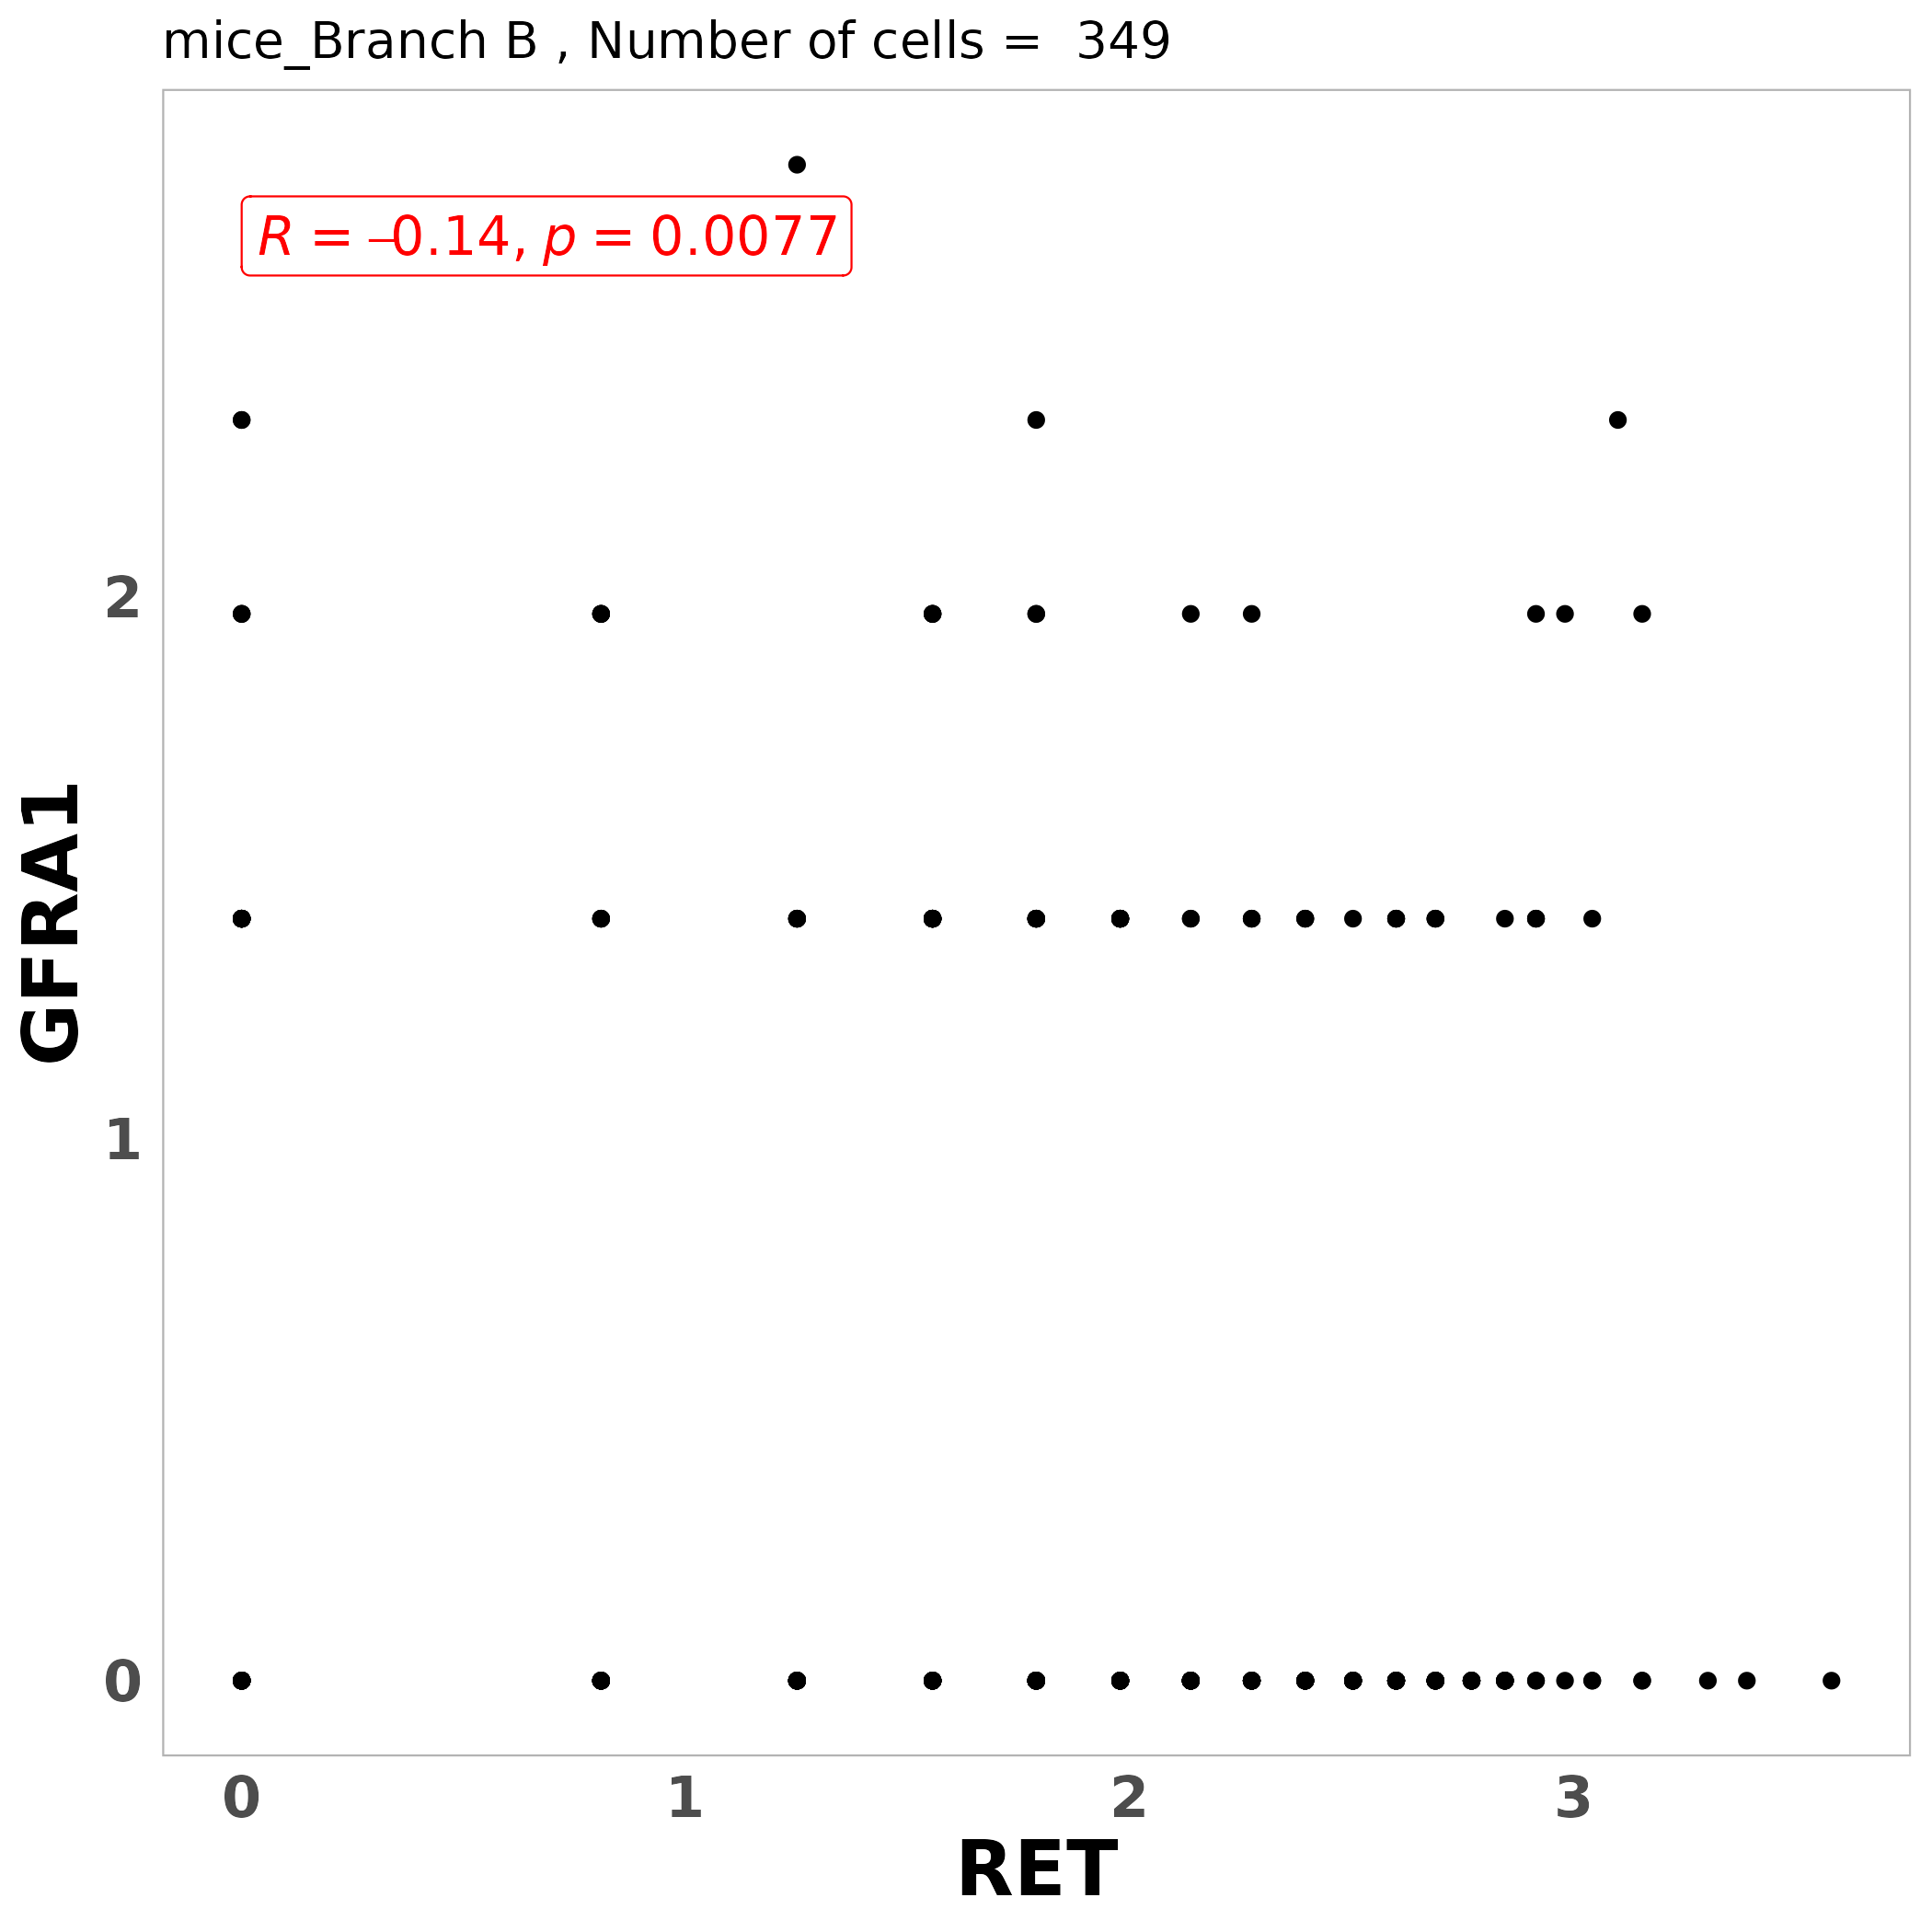 mice_Branch B , Number of cells =  349
R = –0.14, p = 0.0077
2
1
0
GFRA1
0 1 2 3
RET